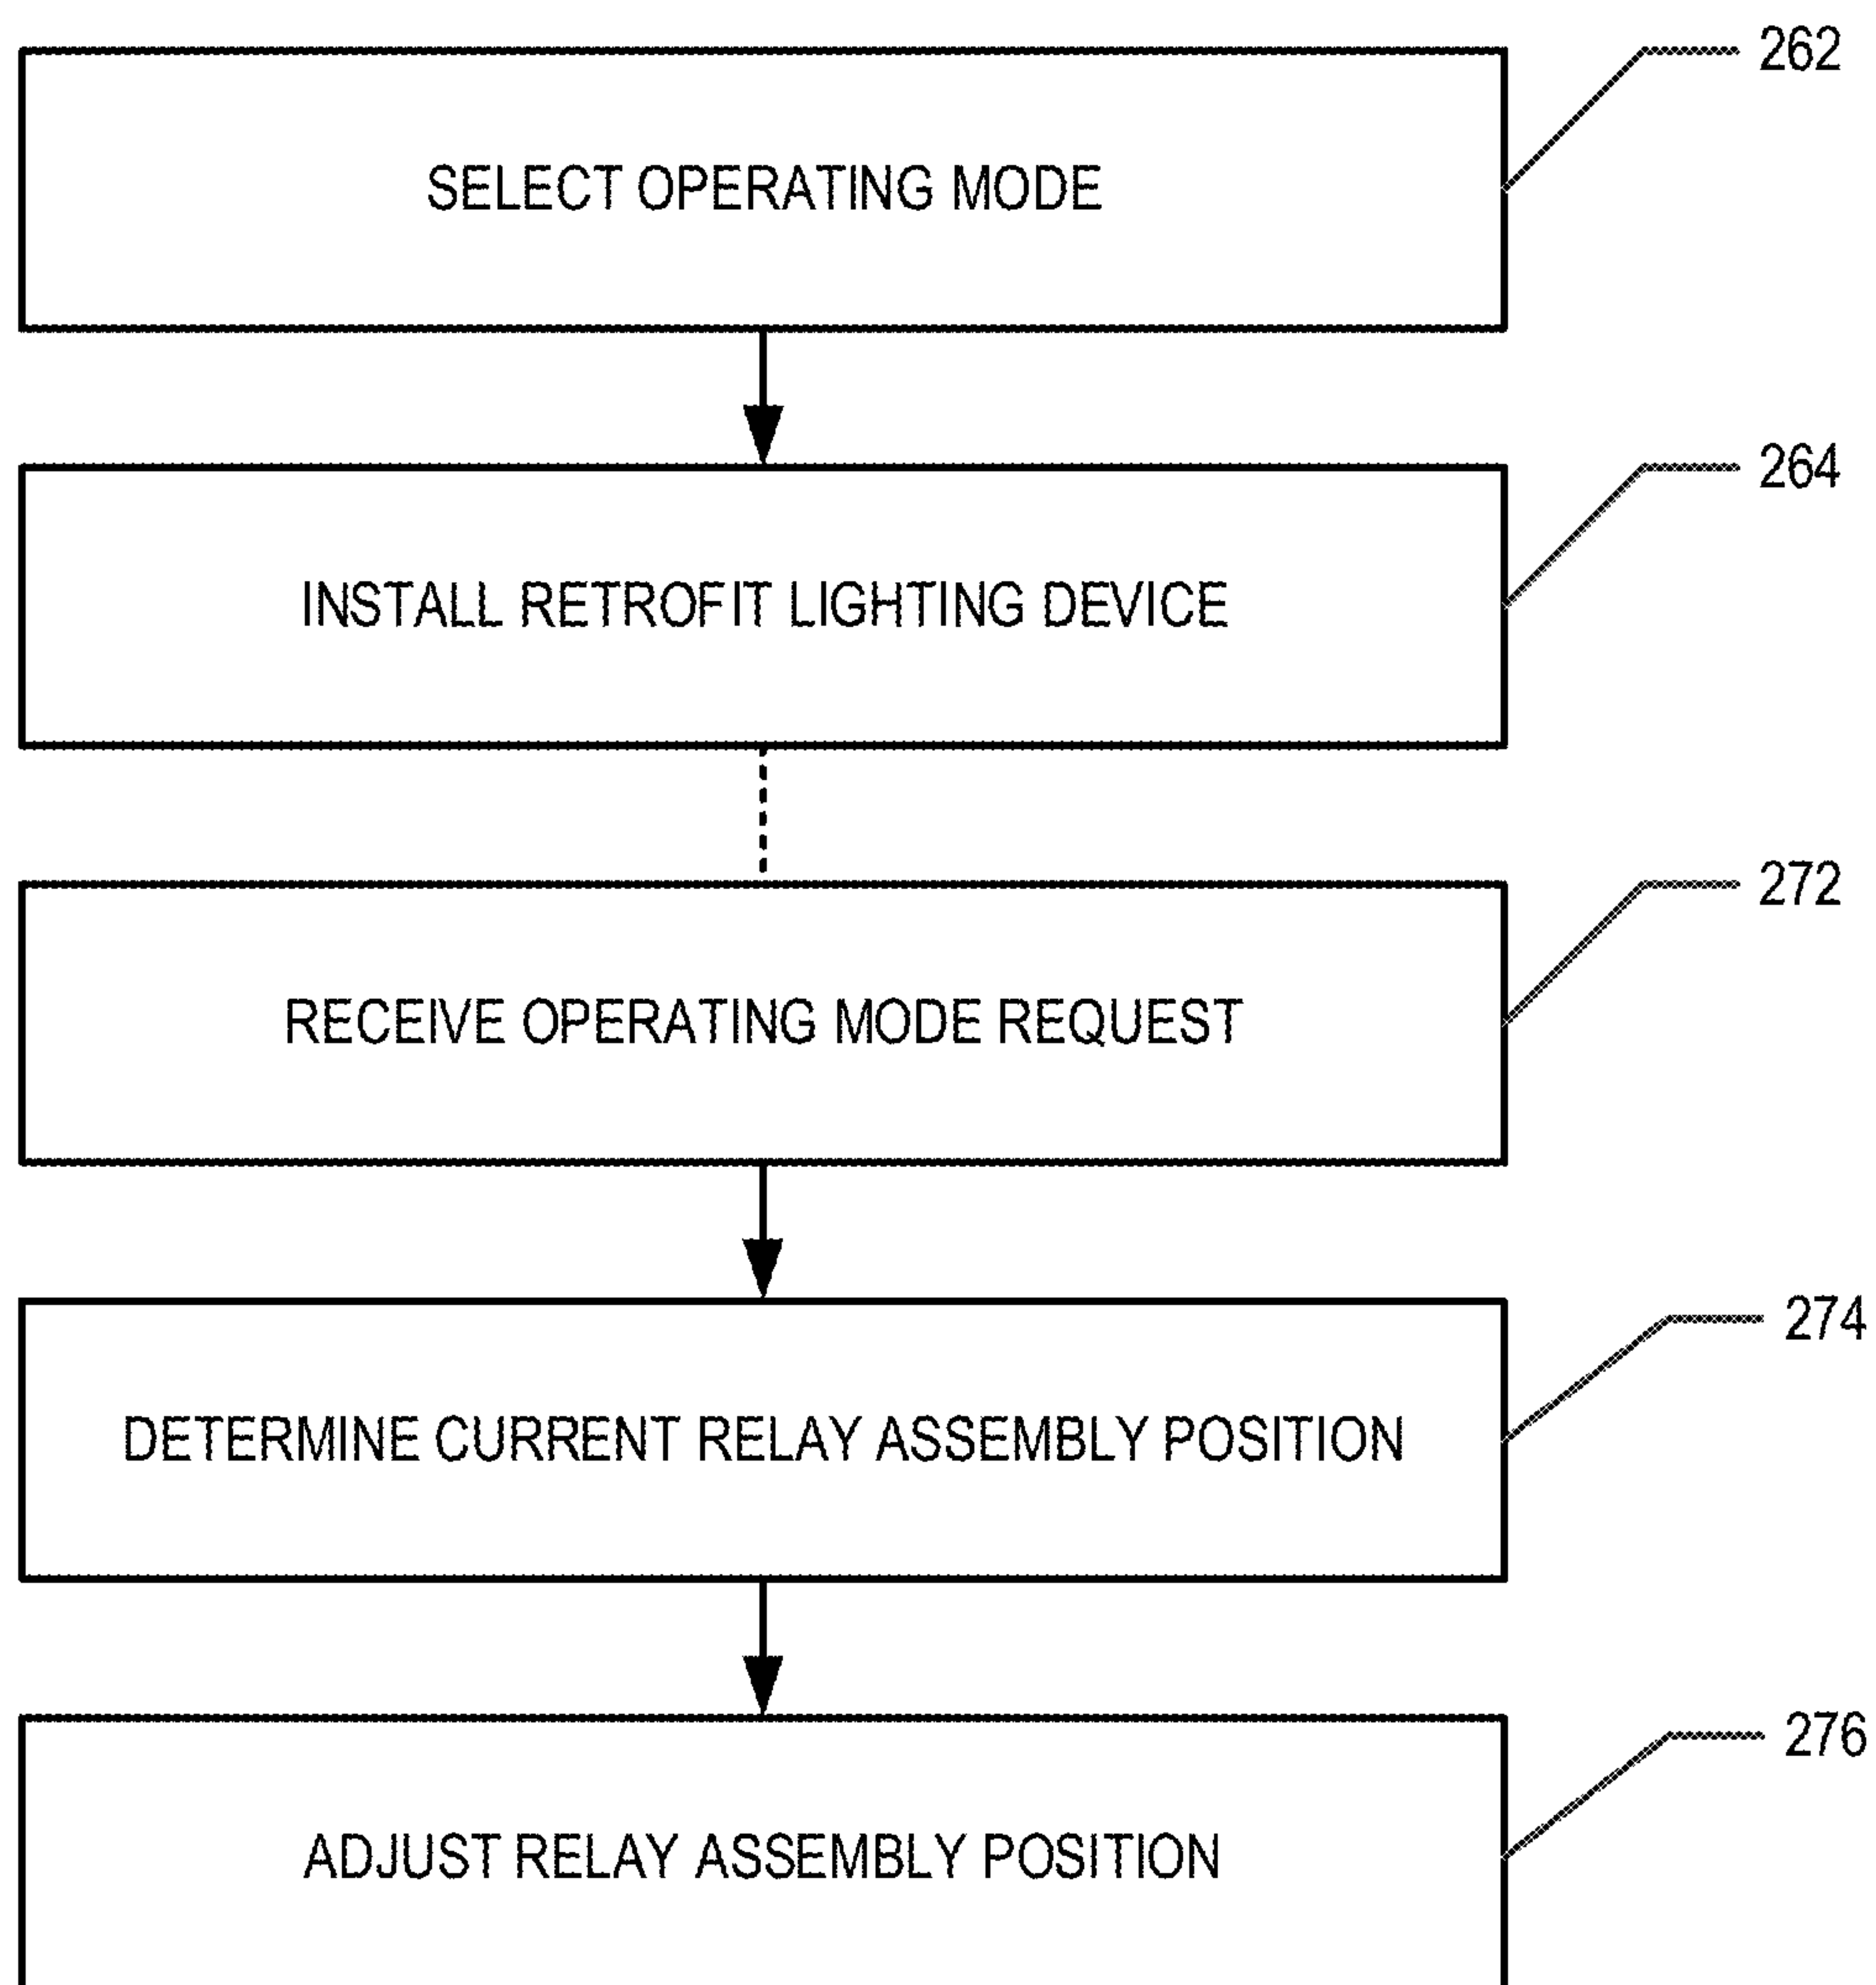 262
SELECT OPERATING MODE
264
INSTALL RETROFIT LIGHTING DEVICE
272
RECEIVE OPERATING MODE REQUEST
274
DETERMINE CURRENT RELAY ASSEMBLY POSITION
276
ADJUST RELAY ASSEMBLY POSITION